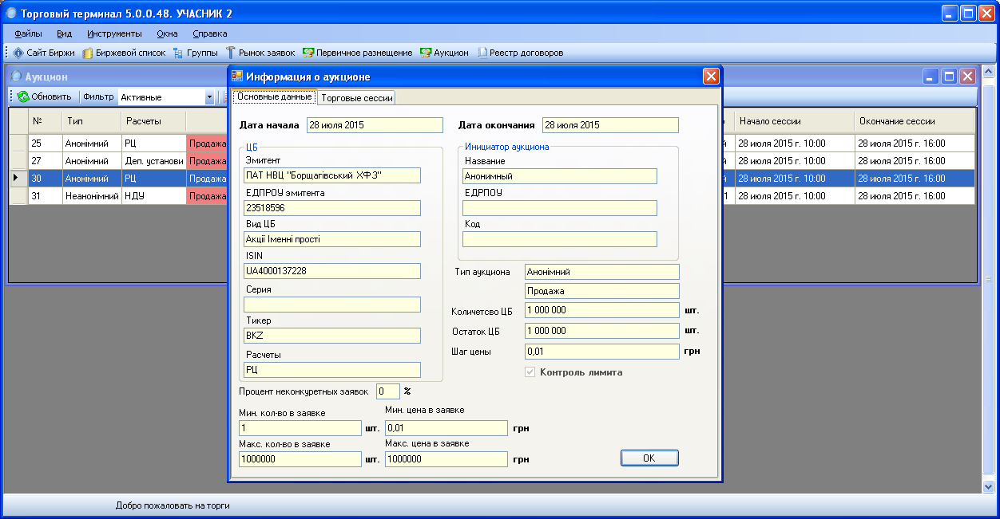 Торговый терминал 5.0.0.48. УЧАСНИК 2
Файлы Вид Инструменты Окна Справка
Сайт Биржи Биржевой список Группы Рынок заявок Первичное размещение Аукцион Реестр договоров
Аукцион
Обновить Фильтр Активные
№ Тип Расчеты Начало сессии Окончание сессии
25 Анонімний РЦ Продажа 28 июля 2015 г. 10:00 28 июля 2015 г. 16:00
27 Анонімний Деп. установи Продажа 28 июля 2015 г. 10:00 28 июля 2015 г. 16:00
30 Анонімний РЦ Продажа 28 июля 2015 г. 10:00 28 июля 2015 г. 16:00
31 Неанонімний НДУ Продажа 1 28 июля 2015 г. 10:00 28 июля 2015 г. 16:00
Информация о аукционе
Основные данные Торговые сессии
Дата начала 28 июля 2015 Дата окончания 28 июля 2015
ЦБ
Эмитент
ПАТ НВЦ "Борщагівський ХФЗ"
ЕДПРОУ эмитента
23518596
Вид ЦБ
Акції Іменні прості
ISIN
UA4000137228
Серия
Тикер
BKZ
Расчеты
РЦ
Инициатор аукциона
Название
Анонимный
ЕДРПОУ
Код
Тип аукциона Анонімний
Продажа
Количетсво ЦБ 1 000 000 шт.
Остаток ЦБ 1 000 000 шт.
Шаг цены 0,01 грн
Контроль лимита
Процент неконкуретных заявок 0 %
Мин. кол-во в заявке Мин. цена в заявке
1 шт. 0,01 грн
Макс. кол-во в заявке Макс. цена в заявке
1000000 шт. 1000000 грн
OK
Добро пожаловать на торги